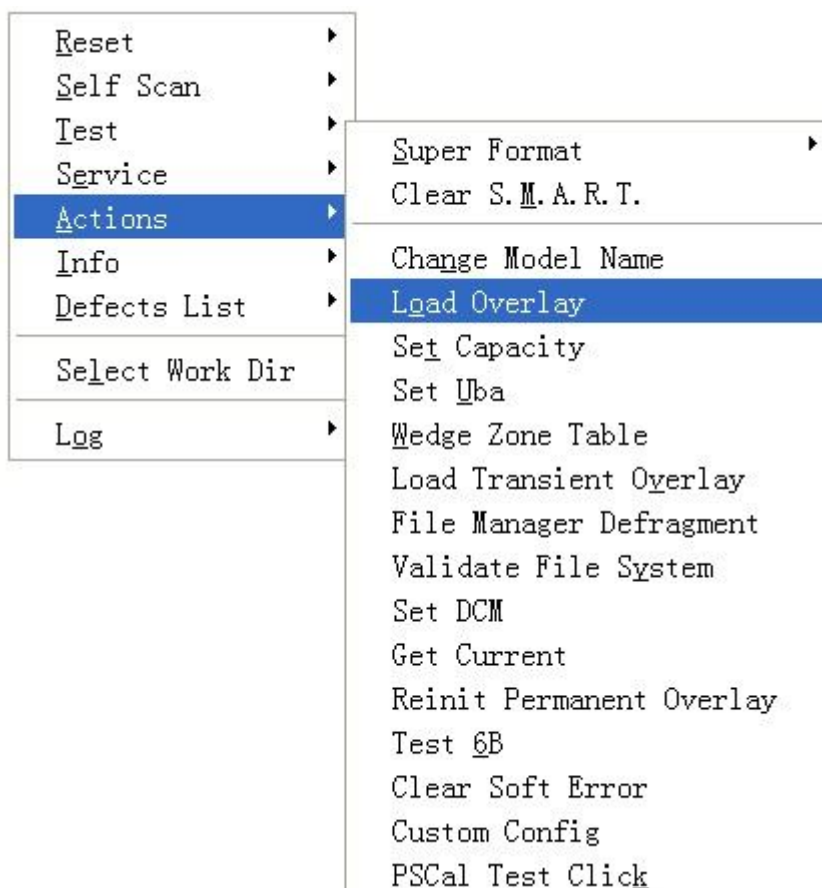 Reset
Self Scan
Test
Service
Actions
Info
Defects List
Select Work Dir
Log
Super Format
Clear S.M.A.R.T.
Change Model Name
Load Overlay
Set Capacity
Set Uba
Wedge Zone Table
Load Transient Overlay
File Manager Defragment
Validate File System
Set DCM
Get Current
Reinit Permanent Overlay
Test 6B
Clear Soft Error
Custom Config
PSCal Test Click